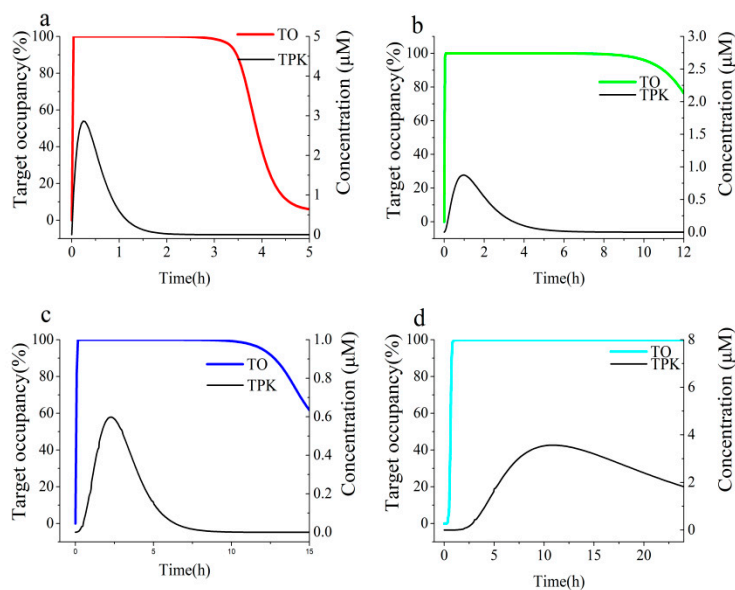 a
b
Target occupancy(%)
100
80
60
40
20
0
TO
TPK
5
4
3
2
1
0
Concentration (μM)
0 1 2 3 4 5
Time(h)
Target occupancy(%)
100
80
60
40
20
0
TO
TPK
3.0
2.5
2.0
1.5
1.0
0.5
0.0
Concentration (μM)
0 2 4 6 8 10 12
Time(h)
c
d
Target occupancy(%)
100
80
60
40
20
0
TO
TPK
1.0
0.8
0.6
0.4
0.2
0.0
Concentration (μM)
0 5 10 15
Time(h)
Target occupancy(%)
100
80
60
40
20
0
TO
TPK
8
6
4
2
0
Concentration (μM)
0 5 10 15 20
Time(h)